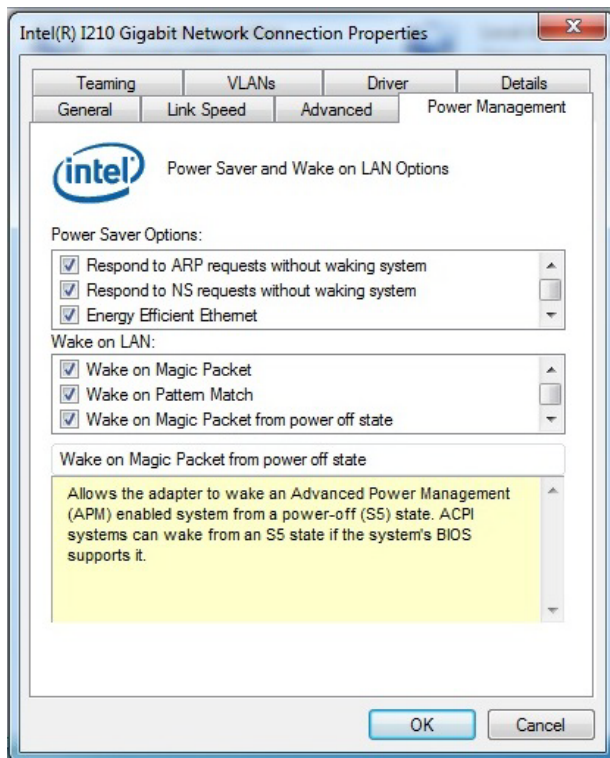 Intel(R) I210 Gigabit Network Connection Properties
Teaming VLANs Driver Details
General Link Speed Advanced Power Management
intel Power Saver and Wake on LAN Options
Power Saver Options:
Respond to ARP requests without waking system
Respond to NS requests without waking system
Energy Efficient Ethernet
Wake on LAN:
Wake on Magic Packet
Wake on Pattern Match
Wake on Magic Packet from power off state
Wake on Magic Packet from power off state
Allows the adapter to wake an Advanced Power Management
(APM) enabled system from a power-off (S5) state. ACPI
systems can wake from an S5 state if the system's BIOS
supports it.
OK Cancel